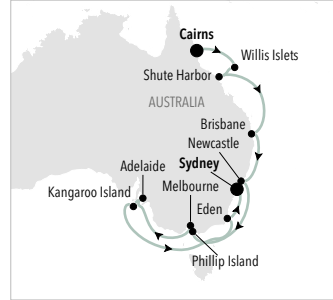 Cairns
Willis Islets
Shute Harbor
AUSTRALIA
Brisbane
Newcastle
Sydney
Adelaide
Melbourne
Kangaroo Island
Eden
Phillip Island